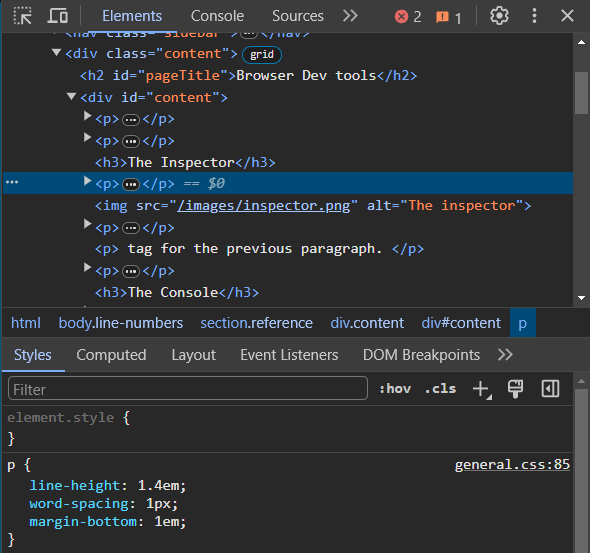 Elements Console Sources 2 1
<nav class="sidebar"></nav>
<div class="content"> grid
<h2 id="pageTitle">Browser Dev tools</h2>
<div id="content">
<p>…</p>
<p>…</p>
<h3>The Inspector</h3>
… <p>…</p> == $0
<img src="/images/inspector.png" alt="The inspector">
<p>…</p>
<p> tag for the previous paragraph. </p>
<p>…</p>
<h3>The Console</h3>
html body.line-numbers section.reference div.content div#content p
Styles Computed Layout Event Listeners DOM Breakpoints
Filter :hov .cls
element.style {
}
p { general.css:85
line-height: 1.4em;
word-spacing: 1px;
margin-bottom: 1em;
}